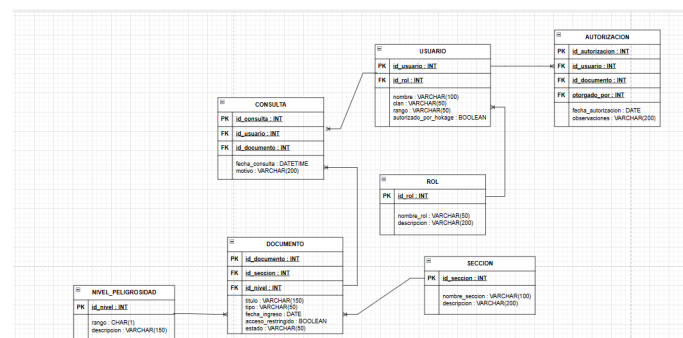 USUARIO
PK id_usuario : INT
FK id_rol : INT
nombre : VARCHAR(100)
clan : VARCHAR(50)
rango : VARCHAR(50)
autorizado_por_hokage : BOOLEAN
AUTORIZACION
PK id_autorizacion : INT
FK id_usuario : INT
FK id_documento : INT
FK otorgado_por : INT
fecha_autorizacion : DATE
observaciones : VARCHAR(200)
CONSULTA
PK id_consulta : INT
FK id_usuario : INT
FK id_documento : INT
fecha_consulta : DATETIME
motivo : VARCHAR(200)
ROL
PK id_rol : INT
nombre_rol : VARCHAR(50)
descripcion : VARCHAR(200)
DOCUMENTO
PK id_documento : INT
FK id_seccion : INT
FK id_nivel : INT
titulo : VARCHAR(150)
tipo : VARCHAR(50)
fecha_ingreso : DATE
acceso_restringido : BOOLEAN
estado : VARCHAR(50)
SECCION
PK id_seccion : INT
nombre_seccion : VARCHAR(100)
descripcion : VARCHAR(200)
NIVEL_PELIGROSIDAD
PK id_nivel : INT
rango : CHAR(1)
descripcion : VARCHAR(150)